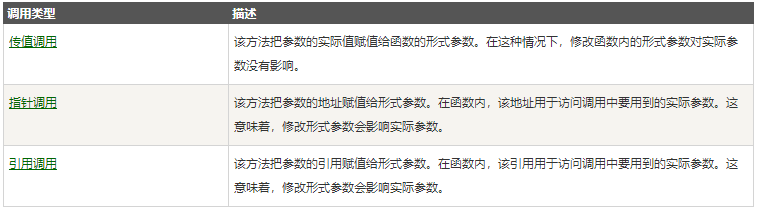 调用类型 描述
传值调用 该方法把参数的实际值赋值给函数的形式参数。在这种情况下，修改函数内的形式参数对实际参
数没有影响。
指针调用 该方法把参数的地址赋值给形式参数。在函数内，该地址用于访问调用中要用到的实际参数。这
意味着，修改形式参数会影响实际参数。
引用调用 该方法把参数的引用赋值给形式参数。在函数内，该引用用于访问调用中要用到的实际参数。这
意味着，修改形式参数会影响实际参数。